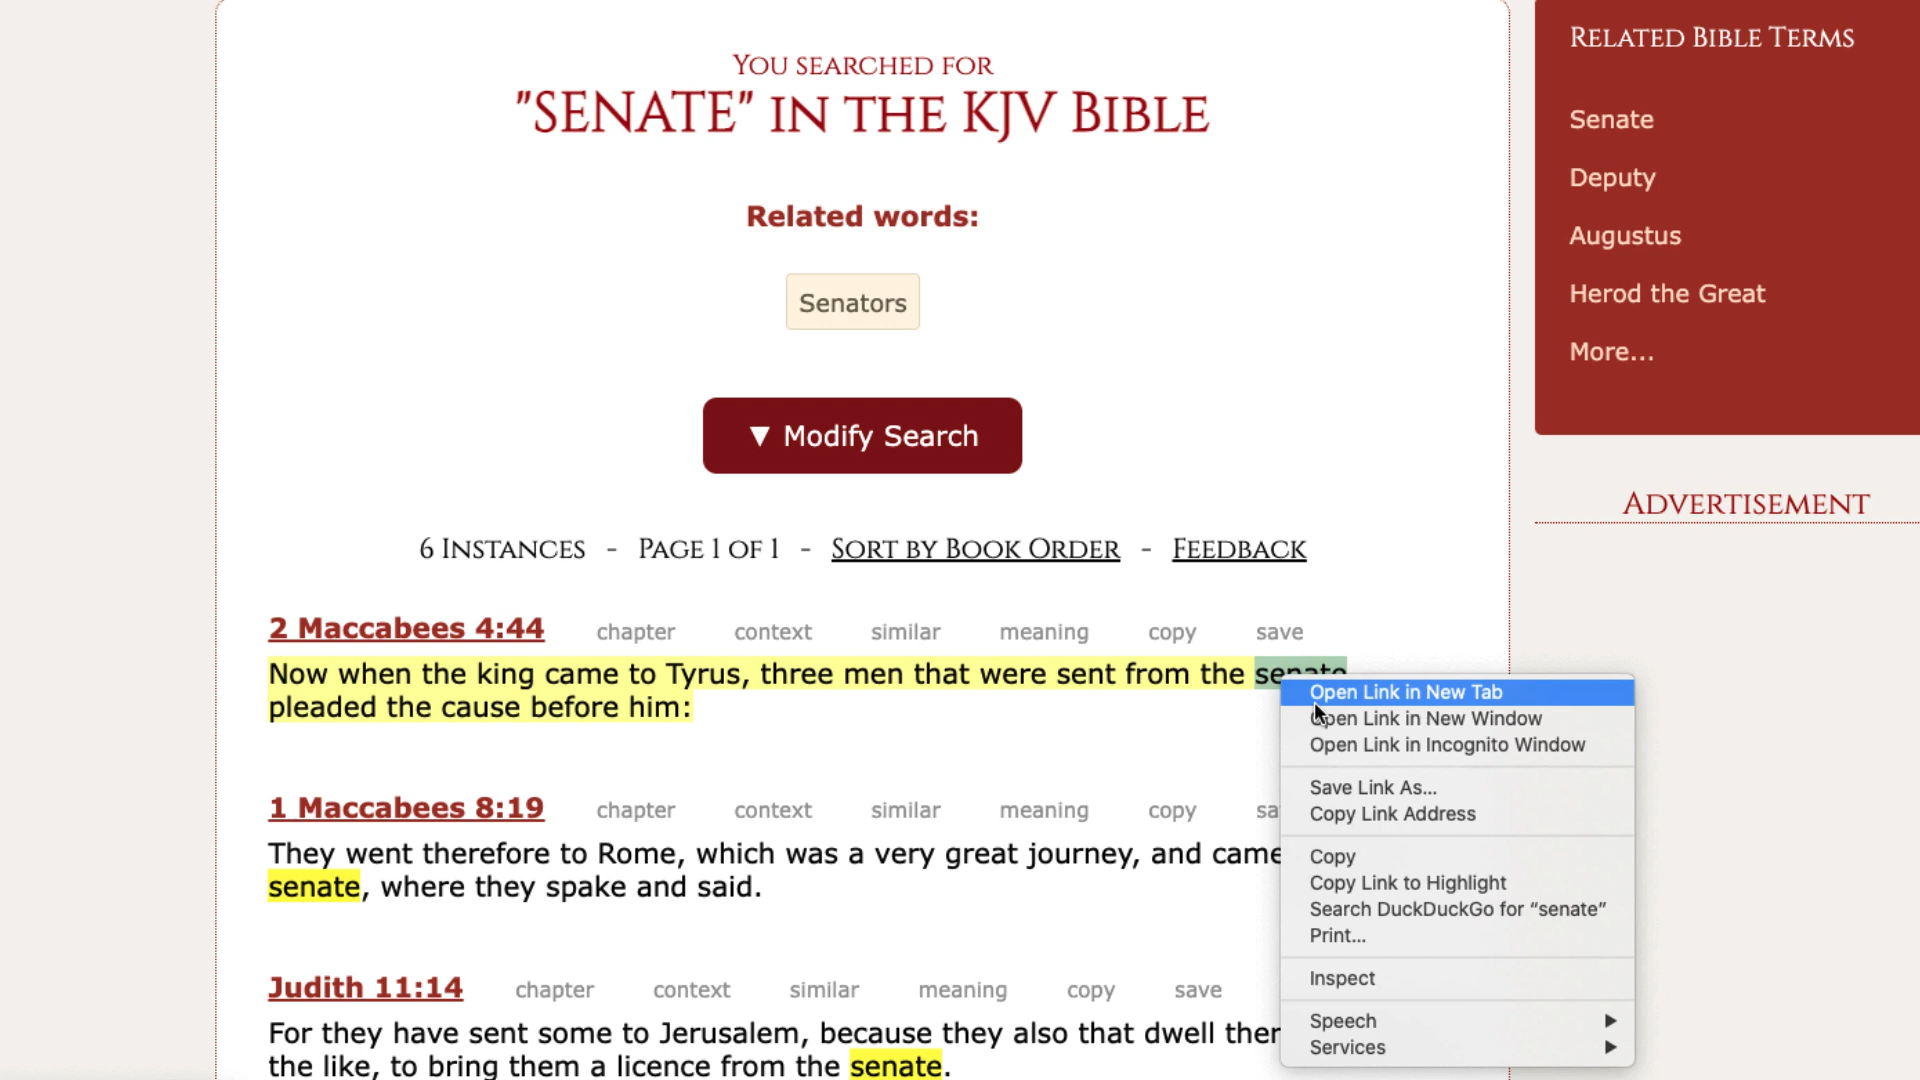 You searched for
"SENATE" in the KJV Bible
Related words:
Senators
▼ Modify Search
6 Instances - Page 1 of 1 - Sort by Book Order - Feedback
2 Maccabees 4:44 chapter context similar meaning copy save
Now when the king came to Tyrus, three men that were sent from the senate
pleaded the cause before him:
1 Maccabees 8:19 chapter context similar meaning copy
They went therefore to Rome, which was a very great journey, and came
senate, where they spake and said.
Judith 11:14 chapter context similar meaning copy save
For they have sent some to Jerusalem, because they also that dwell
the like, to bring them a licence from the senate.
Open Link in New Tab
Open Link in New Window
Open Link in Incognito Window
Save Link As...
Copy Link Address
Copy
Copy Link to Highlight
Search DuckDuckGo for “senate”
Print...
Inspect
Speech
Services
Related Bible Terms
Senate
Deputy
Augustus
Herod the Great
More...
Advertisement